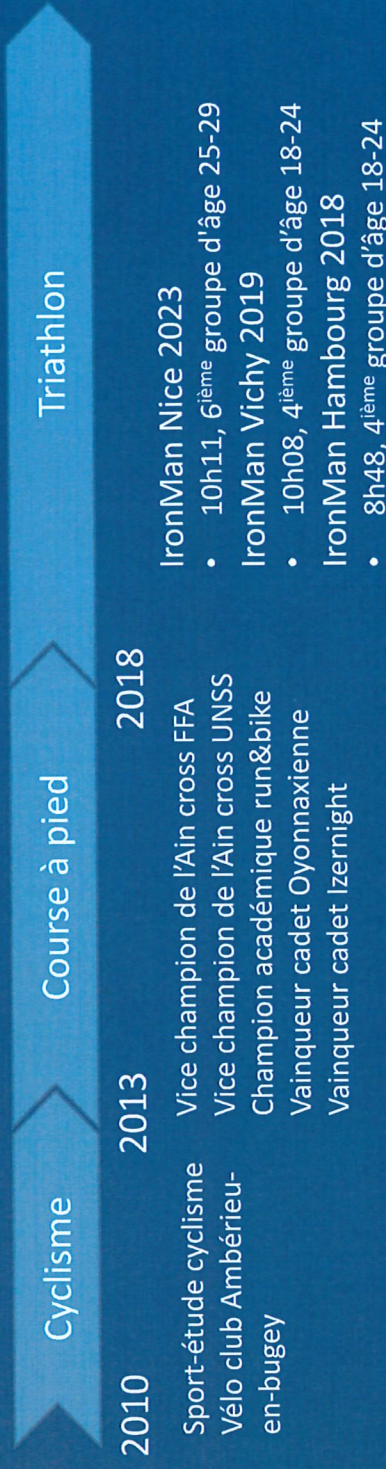 Cyclisme
Course à pied
Triathlon
2010
2013
2018
Sport-étude cyclisme
Vélo club Ambérieu-
en-bugey
Vice champion de l'Ain cross FFA
Vice champion de l'Ain cross UNSS
Champion académique run&bike
Vainqueur cadet Oyonnaxienne
Vainqueur cadet Izernight
IronMan Nice 2023
• 10h11, 6ième groupe d'âge 25-29
IronMan Vichy 2019
• 10h08, 4ième groupe d'âge 18-24
IronMan Hambourg 2018
• 8h48, 4ième groupe d'âge 18-24